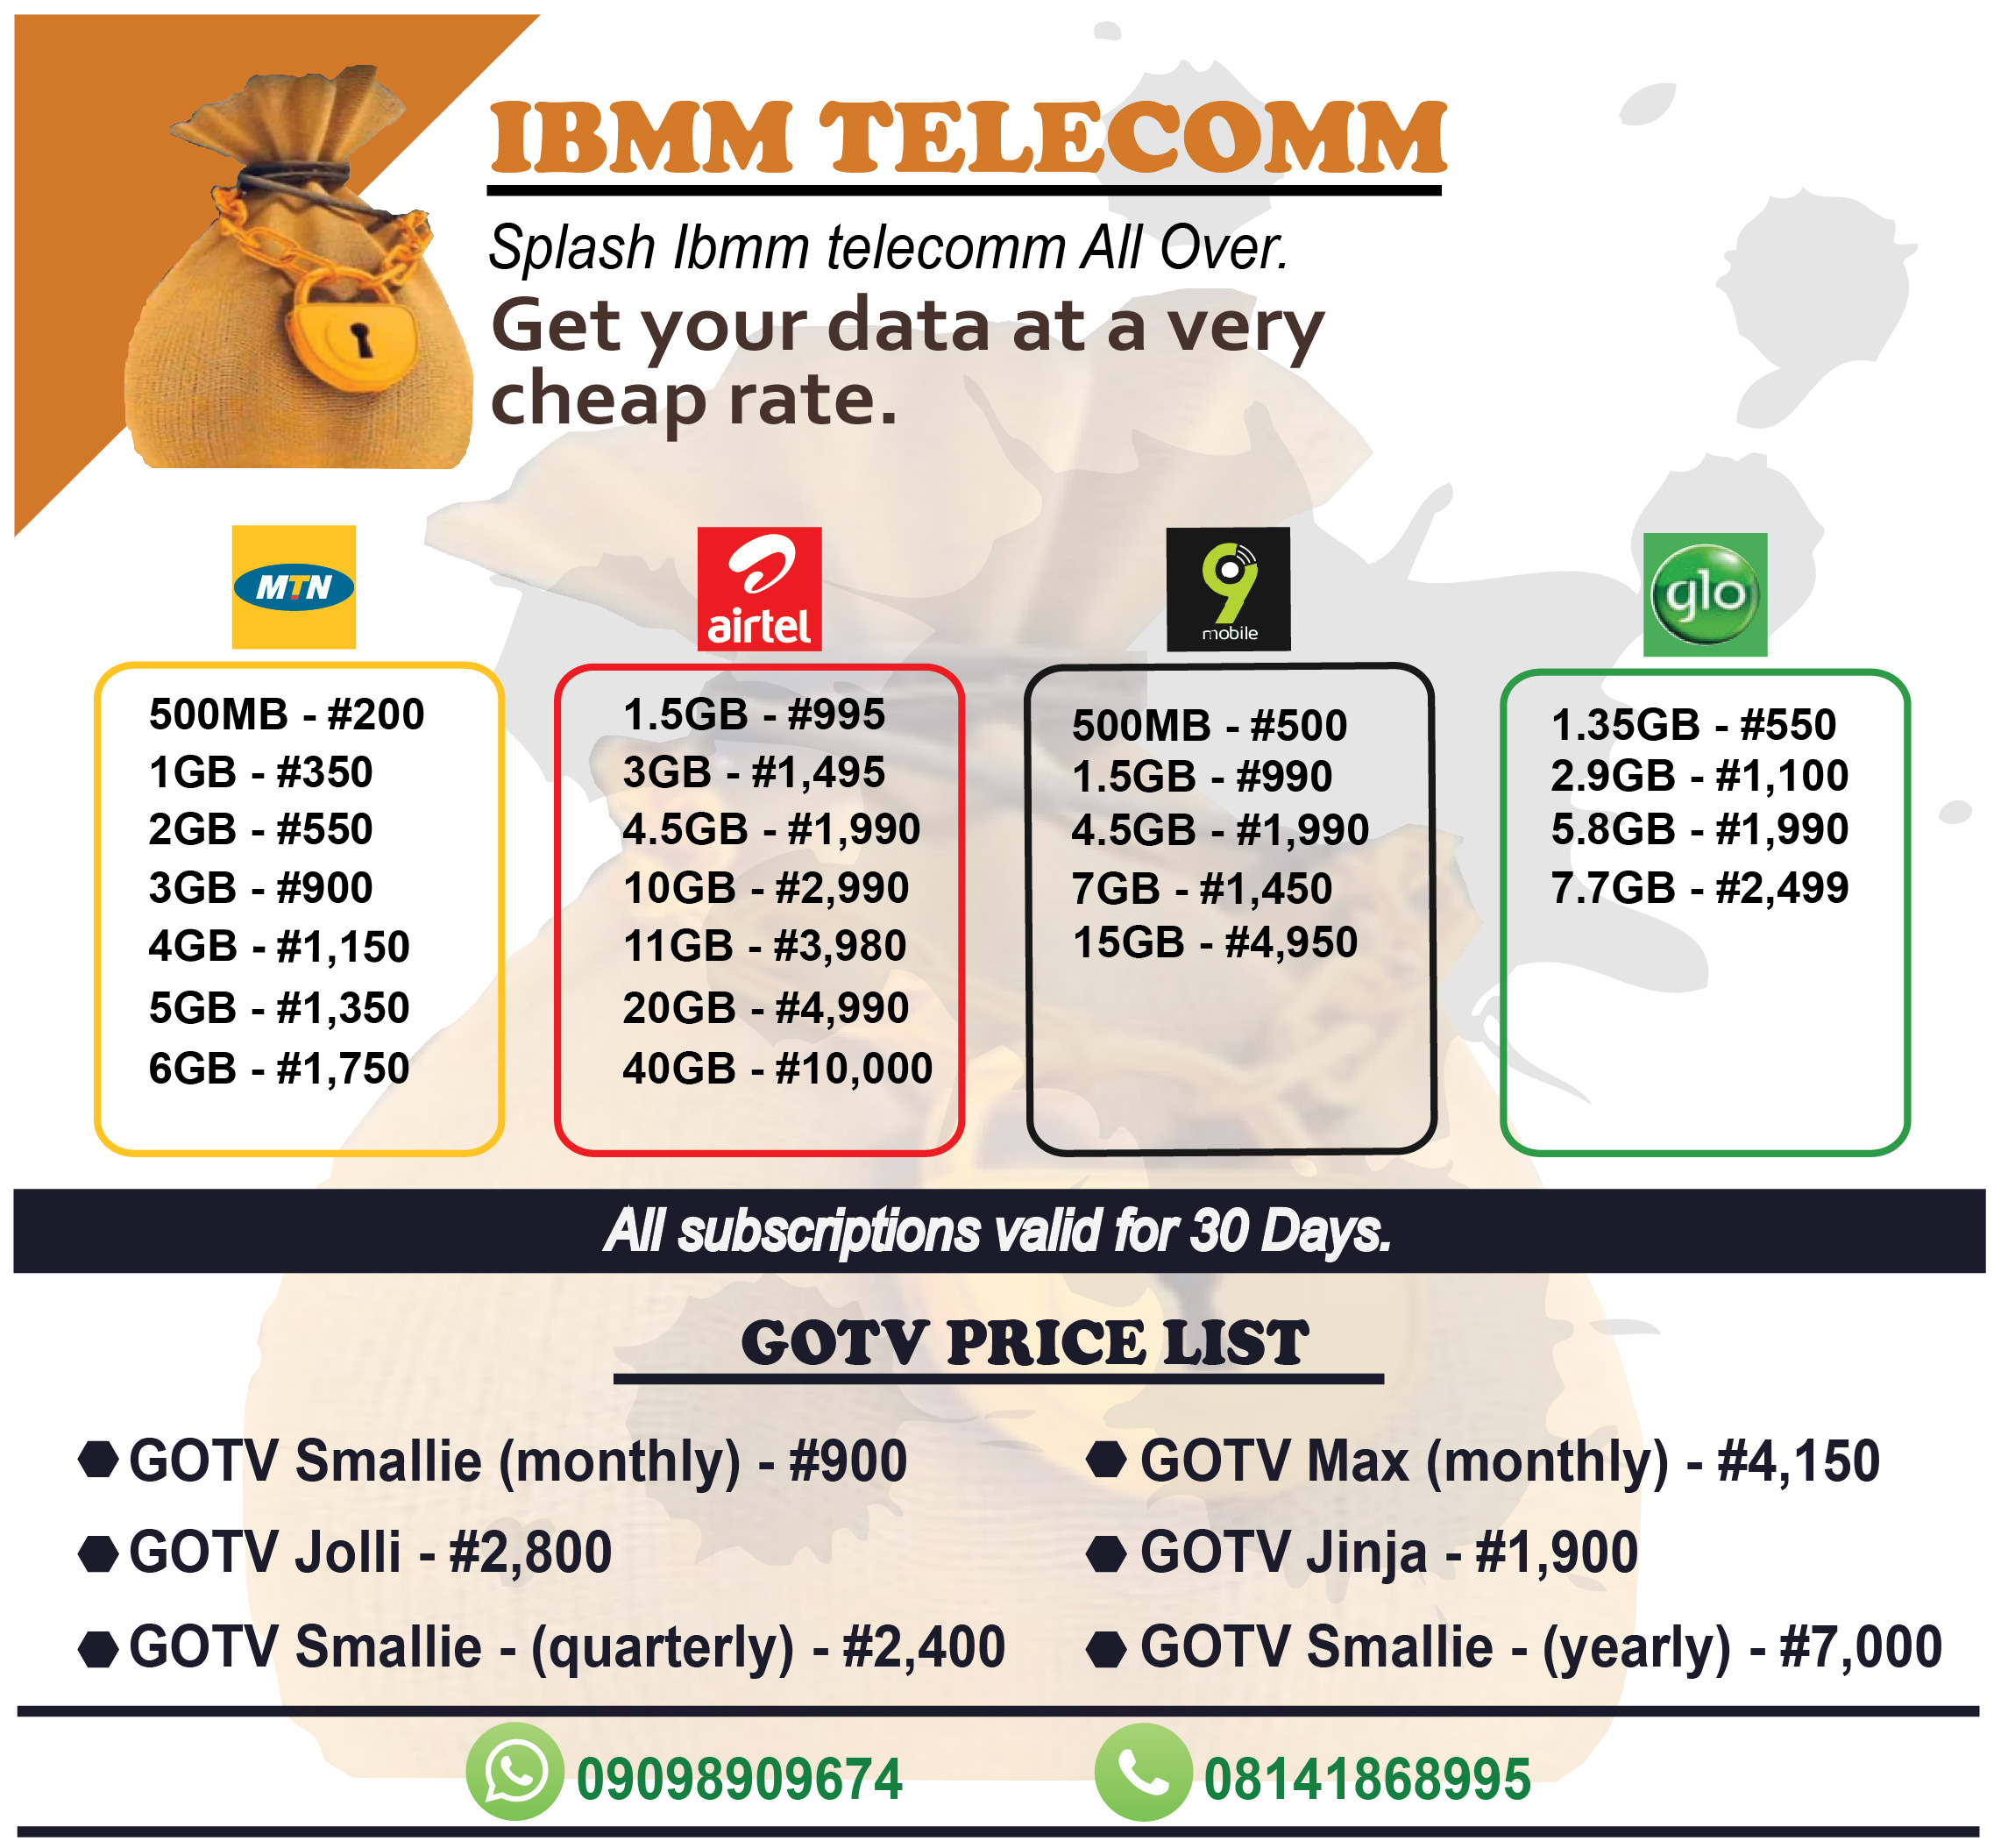 IBMM TELECOMM
Splash Ibmm telecomm All Over.
Get your data at a very
cheap rate.
MTN
500MB - #200
1GB - #350
2GB - #550
3GB - #900
4GB - #1,150
5GB - #1,350
6GB - #1,750
airtel
1.5GB - #995
3GB - #1,495
4.5GB - #1,990
10GB - #2,990
11GB - #3,980
20GB - #4,990
40GB - #10,000
9
mobile
500MB - #500
1.5GB - #990
4.5GB - #1,990
7GB - #1,450
15GB - #4,950
glo
1.35GB - #550
2.9GB - #1,100
5.8GB - #1,990
7.7GB - #2,499
All subscriptions valid for 30 Days.
GOTV PRICE LIST
GOTV Smallie (monthly) - #900
GOTV Jolli - #2,800
GOTV Smallie - (quarterly) - #2,400
GOTV Max (monthly) - #4,150
GOTV Jinja - #1,900
GOTV Smallie - (yearly) - #7,000
09098909674
08141868995